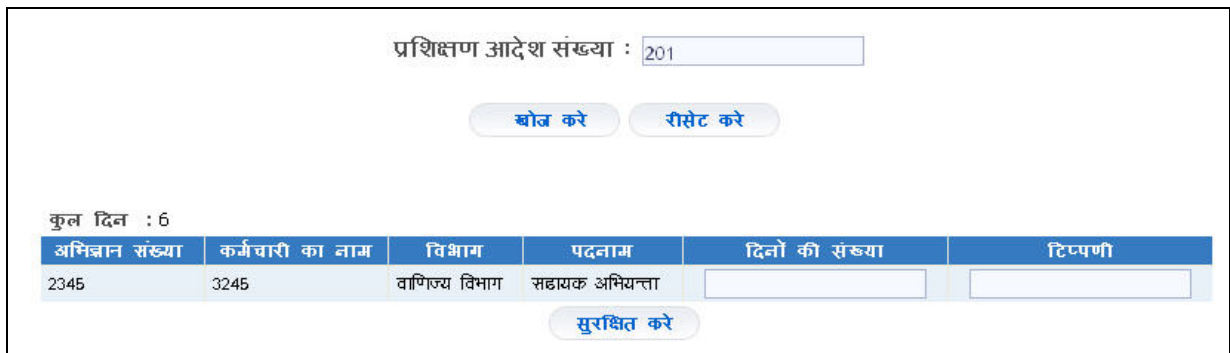 प्रशिक्षण आदेश संख्या : 201
खोज करे रीसेट करे
कुल दिन : 6
अभिज्ञान संख्या कर्मचारी का नाम विभाग पदनाम दिनों की संख्या टिप्पणी
2345 3245 वाणिज्य विभाग सहायक अभियन्ता
सुरक्षित करे